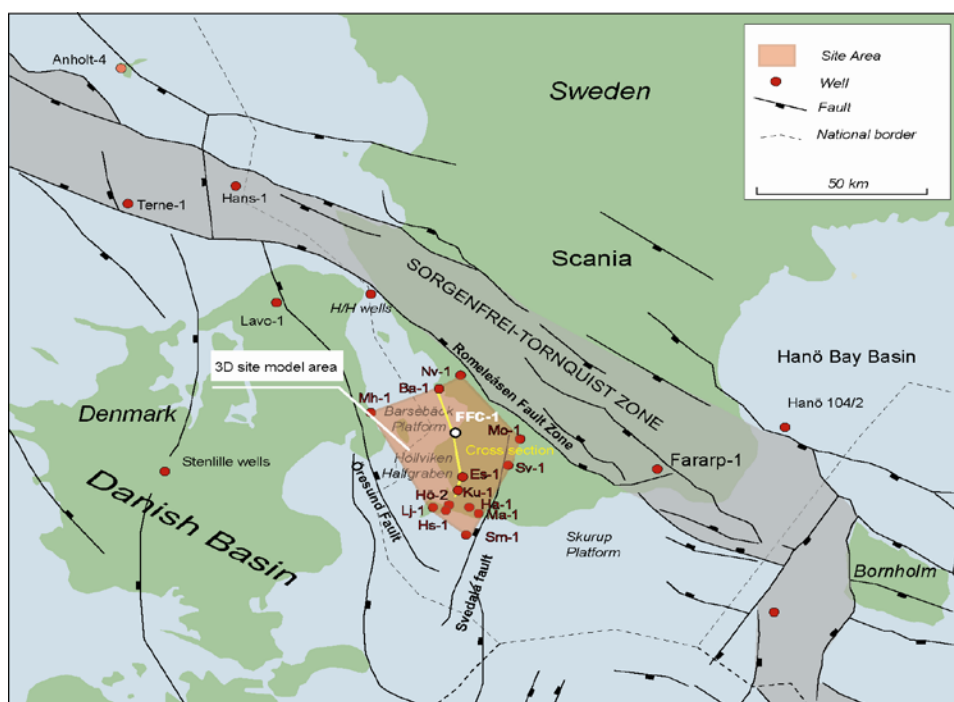 Anholt-4
Sweden
Site Area
Well
Fault
National border
50 km
Terne-1
Hans-1
Scania
SORGENFREI-TORNQUIST ZONE
Lavo-1
H/H wells
3D site model area
Romeleåsen Fault Zone
Hanö Bay Basin
Nv-1
Ba-1
Mh-1
Barsebäck
Platform
FFC-1
Denmark
Mo-1
Hanö 104/2
Cross section
Höllviken
Halfgraben
Stenlille wells
Sv-1
Fararp-1
Es-1
Danish Basin
Öresund Fault
Ku-1
Hö-2
Ha-1
Lj-1
Ma-1
Hs-1
Sm-1
Skurup
Platform
Svedala fault
Bornholm